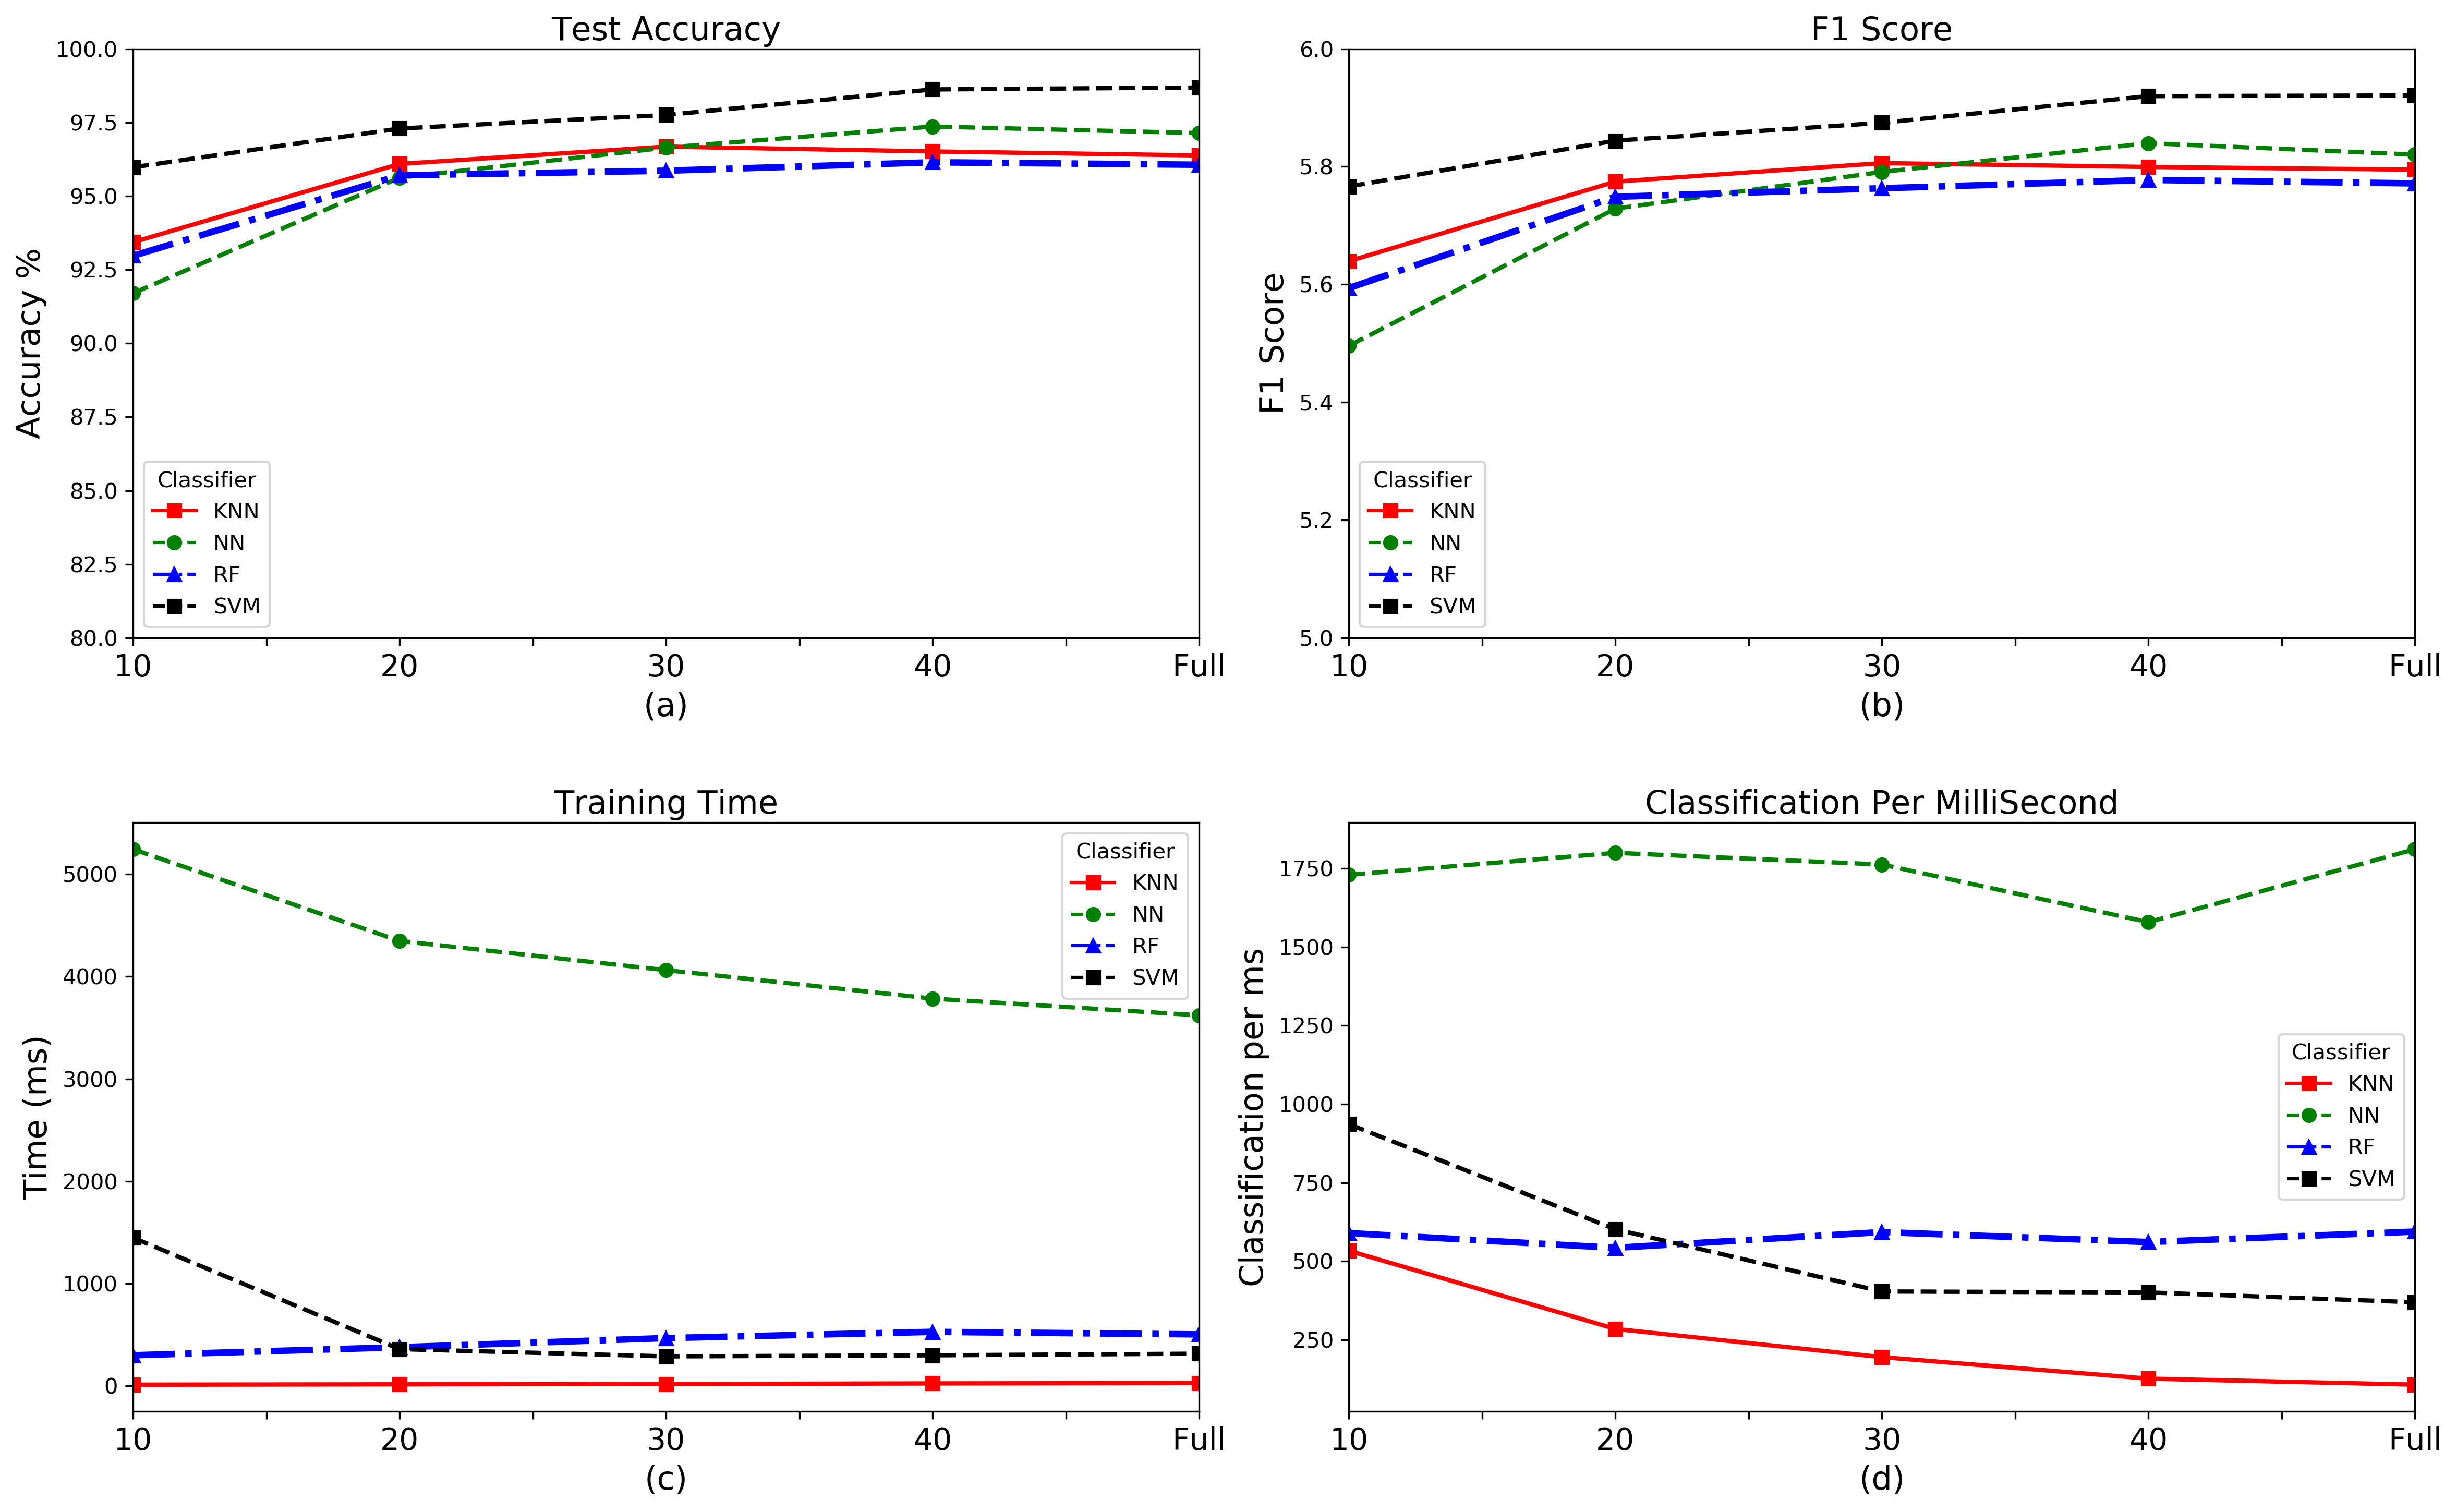 Test Accuracy
Accuracy %
100.0
97.5
95.0
92.5
90.0
87.5
85.0
82.5
80.0
Classifier
KNN
NN
RF
SVM
10 20 30 40 Full
(a)
F1 Score
F1 Score
6.0
5.8
5.6
5.4
5.2
5.0
Classifier
KNN
NN
RF
SVM
10 20 30 40 Full
(b)
Training Time
Time (ms)
5000
4000
3000
2000
1000
0
Classifier
KNN
NN
RF
SVM
10 20 30 40 Full
(c)
Classification Per MilliSecond
Classification per ms
1750
1500
1250
1000
750
500
250
Classifier
KNN
NN
RF
SVM
10 20 30 40 Full
(d)